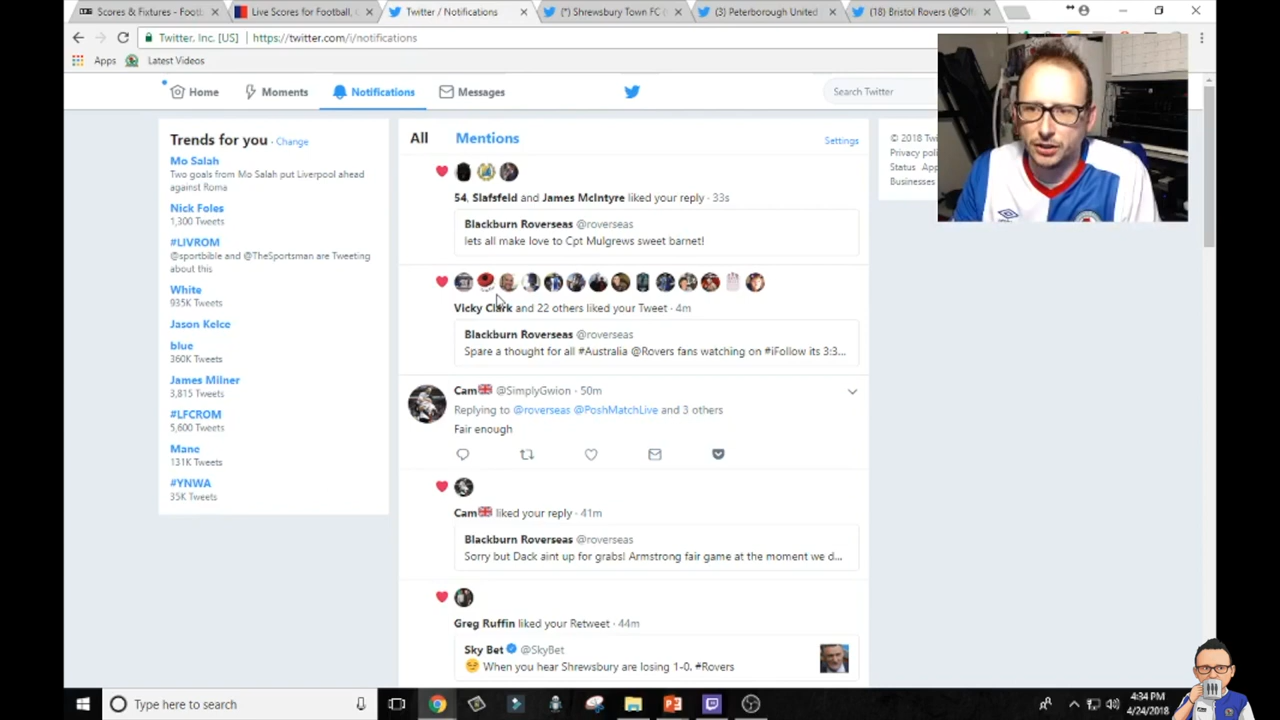 Scores & Fixtures - Footb
Live Scores for Football, 
Twitter / Notifications
(*) Shrewsbury Town FC (
(3) Peterborough United
(18) Bristol Rovers (@Offi
Twitter, Inc. [US]
https://twitter.com/i/notifications
Apps
Latest Videos
Home
Moments
Notifications
Messages
Search Twitter
Trends for you · Change
Mo Salah
Two goals from Mo Salah put Liverpool ahead
against Roma
Nick Foles
1,300 Tweets
#LIVROM
@sportbible and @TheSportsman are Tweeting
about this
White
935K Tweets
Jason Kelce
blue
360K Tweets
James Milner
3,815 Tweets
#LFCROM
5,600 Tweets
Mane
131K Tweets
#YNWA
35K Tweets
All
Mentions
Settings
54, Slafsfeld and James McIntyre liked your reply · 33s
Blackburn Roverseas @roverseas
lets all make love to Cpt Mulgrews sweet barnet!
Vicky Clark and 22 others liked your Tweet · 4m
Blackburn Roverseas @roverseas
Spare a thought for all #Australia @Rovers fans watching on #iFollow its 3:3...
Cam @SimplyGwion · 50m
Replying to @roverseas @PoshMatchLive and 3 others
Fair enough
Cam liked your reply · 41m
Blackburn Roverseas @roverseas
Sorry but Dack aint up for grabs! Armstrong fair game at the moment we d...
Greg Ruffin liked your Retweet · 44m
Sky Bet @SkyBet
When you hear Shrewsbury are losing 1-0. #Rovers
© 2018 Twi
Privacy poli
Status App
Businesses
umbro
Type here to search
4:34 PM
4/24/2018